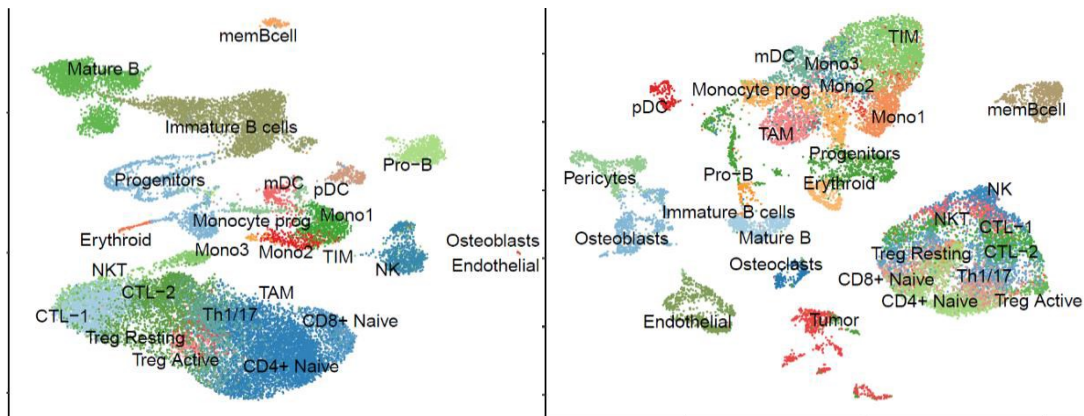 memBcell
Mature B
Immature B cells
Pro-B
Progenitors
mDC
pDC
Monocyte prog
Mono1
Erythroid
Mono3
Mono2
TIM
NK
Osteoblasts
Endothelial
NKT
CTL-2
TAM
CTL-1
Th1/17
CD8+ Naive
Treg Resting
Treg Active
CD4+ Naive
TIM
mDC
Mono3
Monocyte prog
Mono2
pDC
memBcell
Mono1
TAM
Progenitors
Pericytes
Pro-B
Erythroid
NK
Immature B cells
NKT
CTL-1
Osteoblasts
Mature B
Treg Resting
CTL-2
Osteoclasts
CD8+ Naive
Th1/17
CD4+ Naive
Treg Active
Endothelial
Tumor